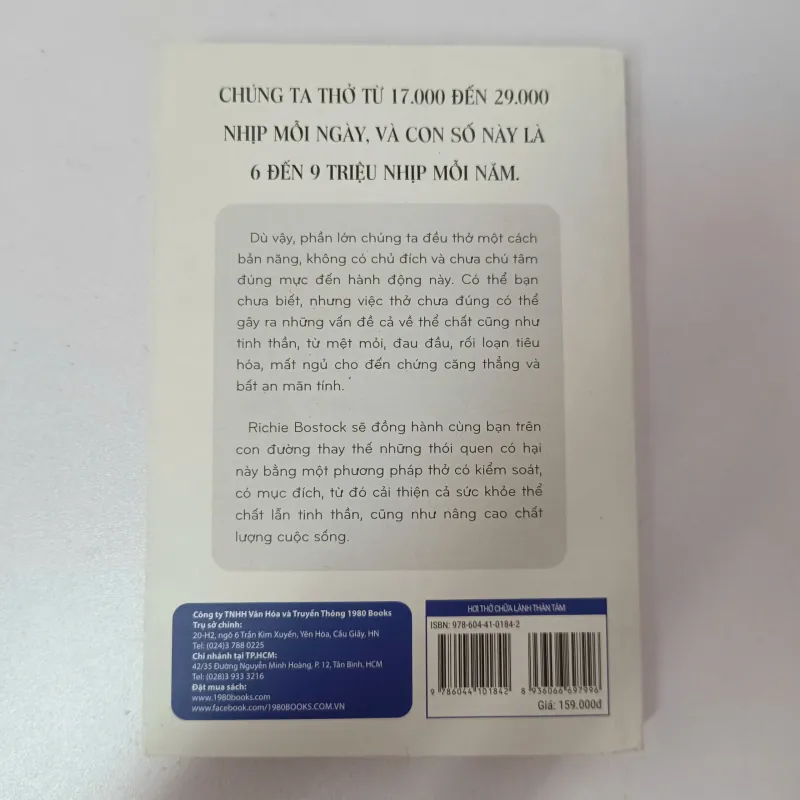 CHÚNG TA THỞ TỪ 17.000 ĐẾN 29.000
NHỊP MỖI NGÀY, VÀ CON SỐ NÀY LÀ
6 ĐẾN 9 TRIỆU NHỊP MỖI NĂM.
Dù vậy, phần lớn chúng ta đều thở một cách
bản năng, không có chủ đích và chưa chú tâm
đúng mực đến hành động này. Có thể bạn
chưa biết, nhưng việc thở chưa đúng có thể
gây ra những vấn đề cả về thể chất cũng như
tinh thần, từ mệt mỏi, đau đầu, rối loạn tiêu
hóa, mất ngủ cho đến chứng căng thẳng và
bất an mãn tính.
Richie Bostock sẽ đồng hành cùng bạn trên
con đường thay thế những thói quen có hại
này bằng một phương pháp thở có kiểm soát,
có mục đích, từ đó cải thiện cả sức khỏe thể
chất lẫn tinh thần, cũng như nâng cao chất
lượng cuộc sống.
Công ty TNHH Văn Hóa và Truyền Thông 1980 Books
Trụ sở chính:
20-H2, ngõ 6 Trần Kim Xuyến, Yên Hòa, Cầu Giấy, HN
Tel: (024)3 788 0225
Chi nhánh tại TP.HCM:
42/35 Đường Nguyễn Minh Hoàng, P. 12, Tân Bình, HCM
Tel: (028)3 933 3216
Đặt mua sách:
www.1980books.com
www.facebook.com/1980BOOKS.COM.VN
HƠI THỞ CHỮA LÀNH THÂN TÂM
ISBN: 978-604-41-0184-2
9 786044 101842
8 936066 697996
Giá: 159.000đ